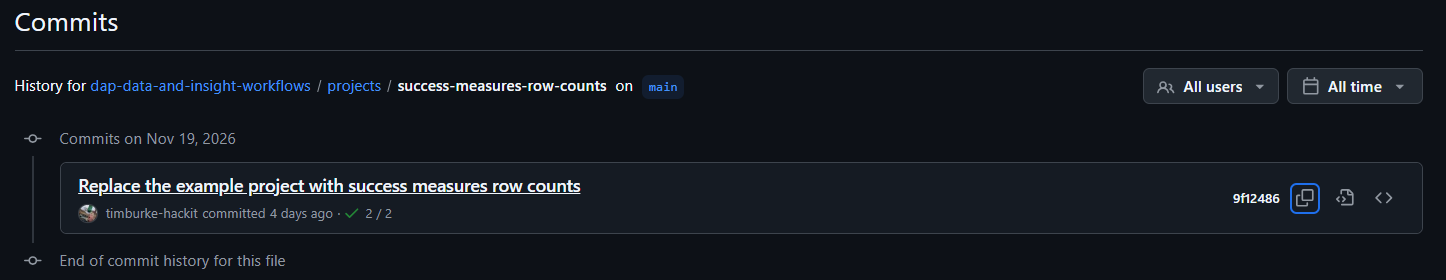 Commits
History for dap-data-and-insight-workflows / projects / success-measures-row-counts on main
All users
All time
Commits on Nov 19, 2026
Replace the example project with success measures row counts
9f12486
timburke-hackit committed 4 days ago · 2 / 2
End of commit history for this file